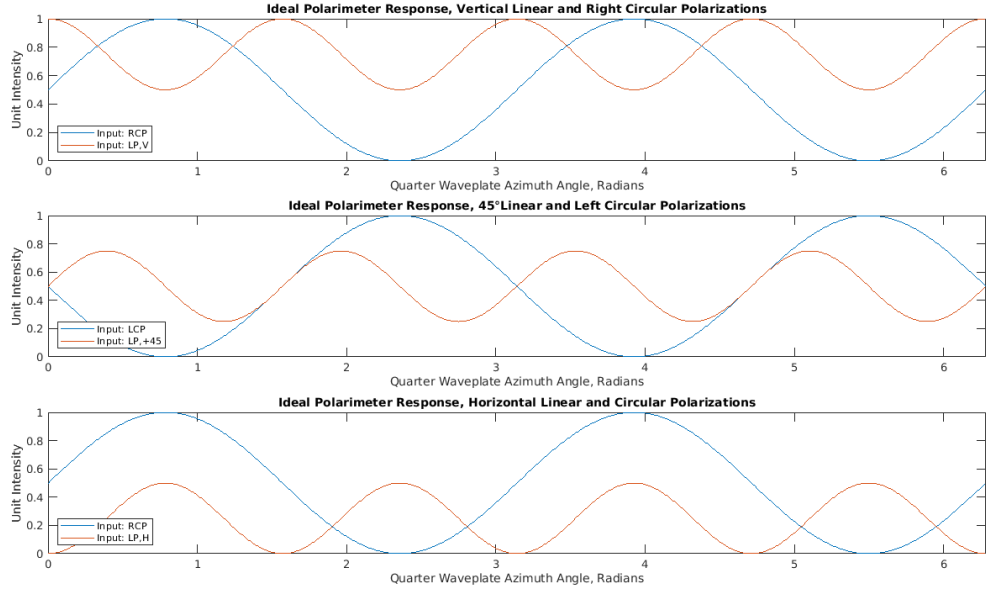 Ideal Polarimeter Response, Vertical Linear and Right Circular Polarizations
1
0.8
0.6
0.4
0.2
0
Unit Intensity
Input: RCP
Input: LP,V
0 1 2 3 4 5 6
Quarter Waveplate Azimuth Angle, Radians
Ideal Polarimeter Response, 45°Linear and Left Circular Polarizations
1
0.8
0.6
0.4
0.2
0
Unit Intensity
Input: LCP
Input: LP,+45
0 1 2 3 4 5 6
Quarter Waveplate Azimuth Angle, Radians
Ideal Polarimeter Response, Horizontal Linear and Circular Polarizations
1
0.8
0.6
0.4
0.2
0
Unit Intensity
Input: RCP
Input: LP,H
0 1 2 3 4 5 6
Quarter Waveplate Azimuth Angle, Radians